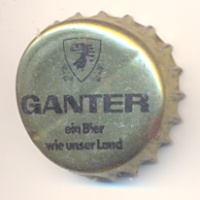 GANTER
ein Bier
wie unser Land